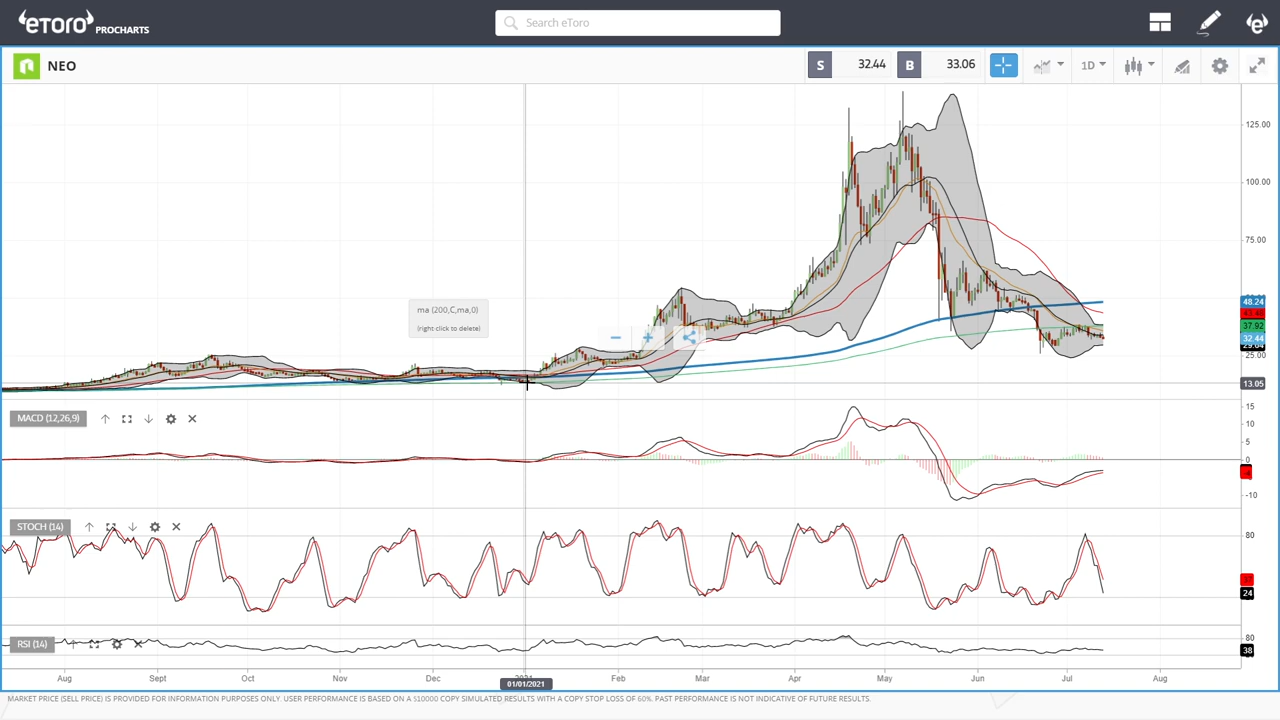 eToro PROCHARTS
Search eToro
NEO
S 32.44 B 33.06
1D
125.00
100.00
75.00
48.24
37.92
32.44
25.00
13.05
ma (200,C,ma,0)
(right-click to delete)
MACD (12,26,9)
15
10
5
0
-10
STOCH (14)
80
24
RSI (14)
80
38
Aug Sept Oct Nov Dec Feb Mar Apr May Jun Jul Aug
01/01/2021
MARKET PRICE (SELL PRICE) IS PROVIDED FOR INFORMATION PURPOSES ONLY. USER PERFORMANCE IS BASED ON A $10000 COPY SIMULATED RESULTS WITH A COPY STOP LOSS OF 60%. PAST PERFORMANCE IS NOT INDICATIVE OF FUTURE RESULTS.